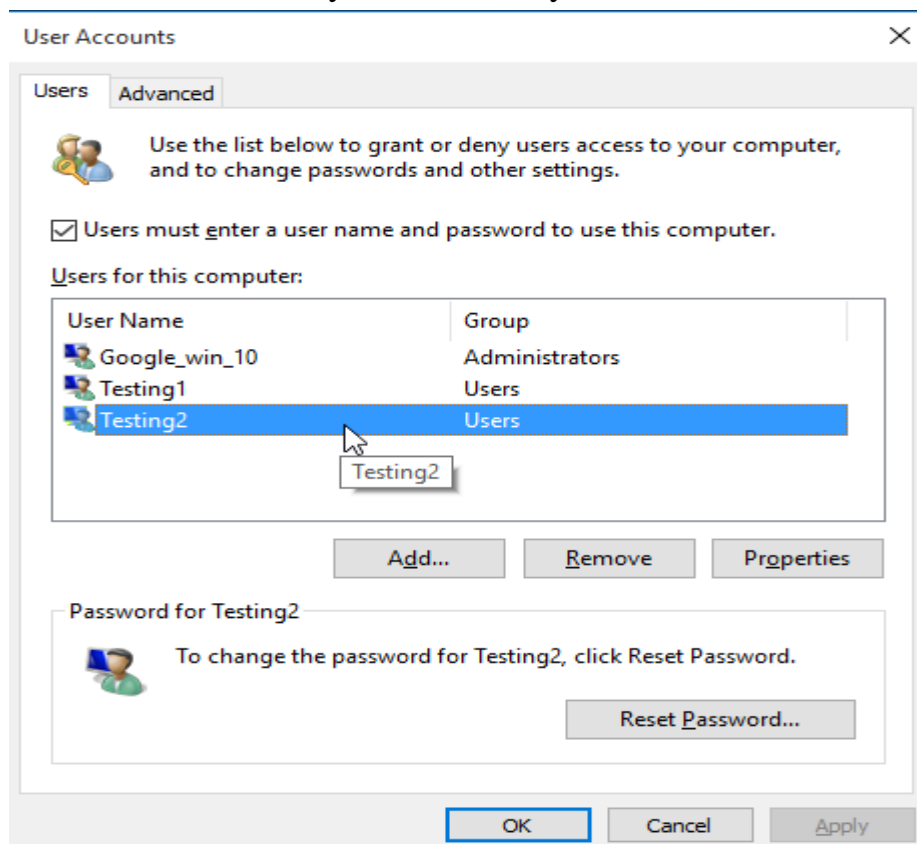 User Accounts
Users Advanced
Use the list below to grant or deny users access to your computer,
and to change passwords and other settings.
Users must enter a user name and password to use this computer.
Users for this computer:
User Name Group
Google_win_10 Administrators
Testing1 Users
Testing2 Users
Testing2
Add... Remove Properties
Password for Testing2
To change the password for Testing2, click Reset Password.
Reset Password...
OK Cancel Apply